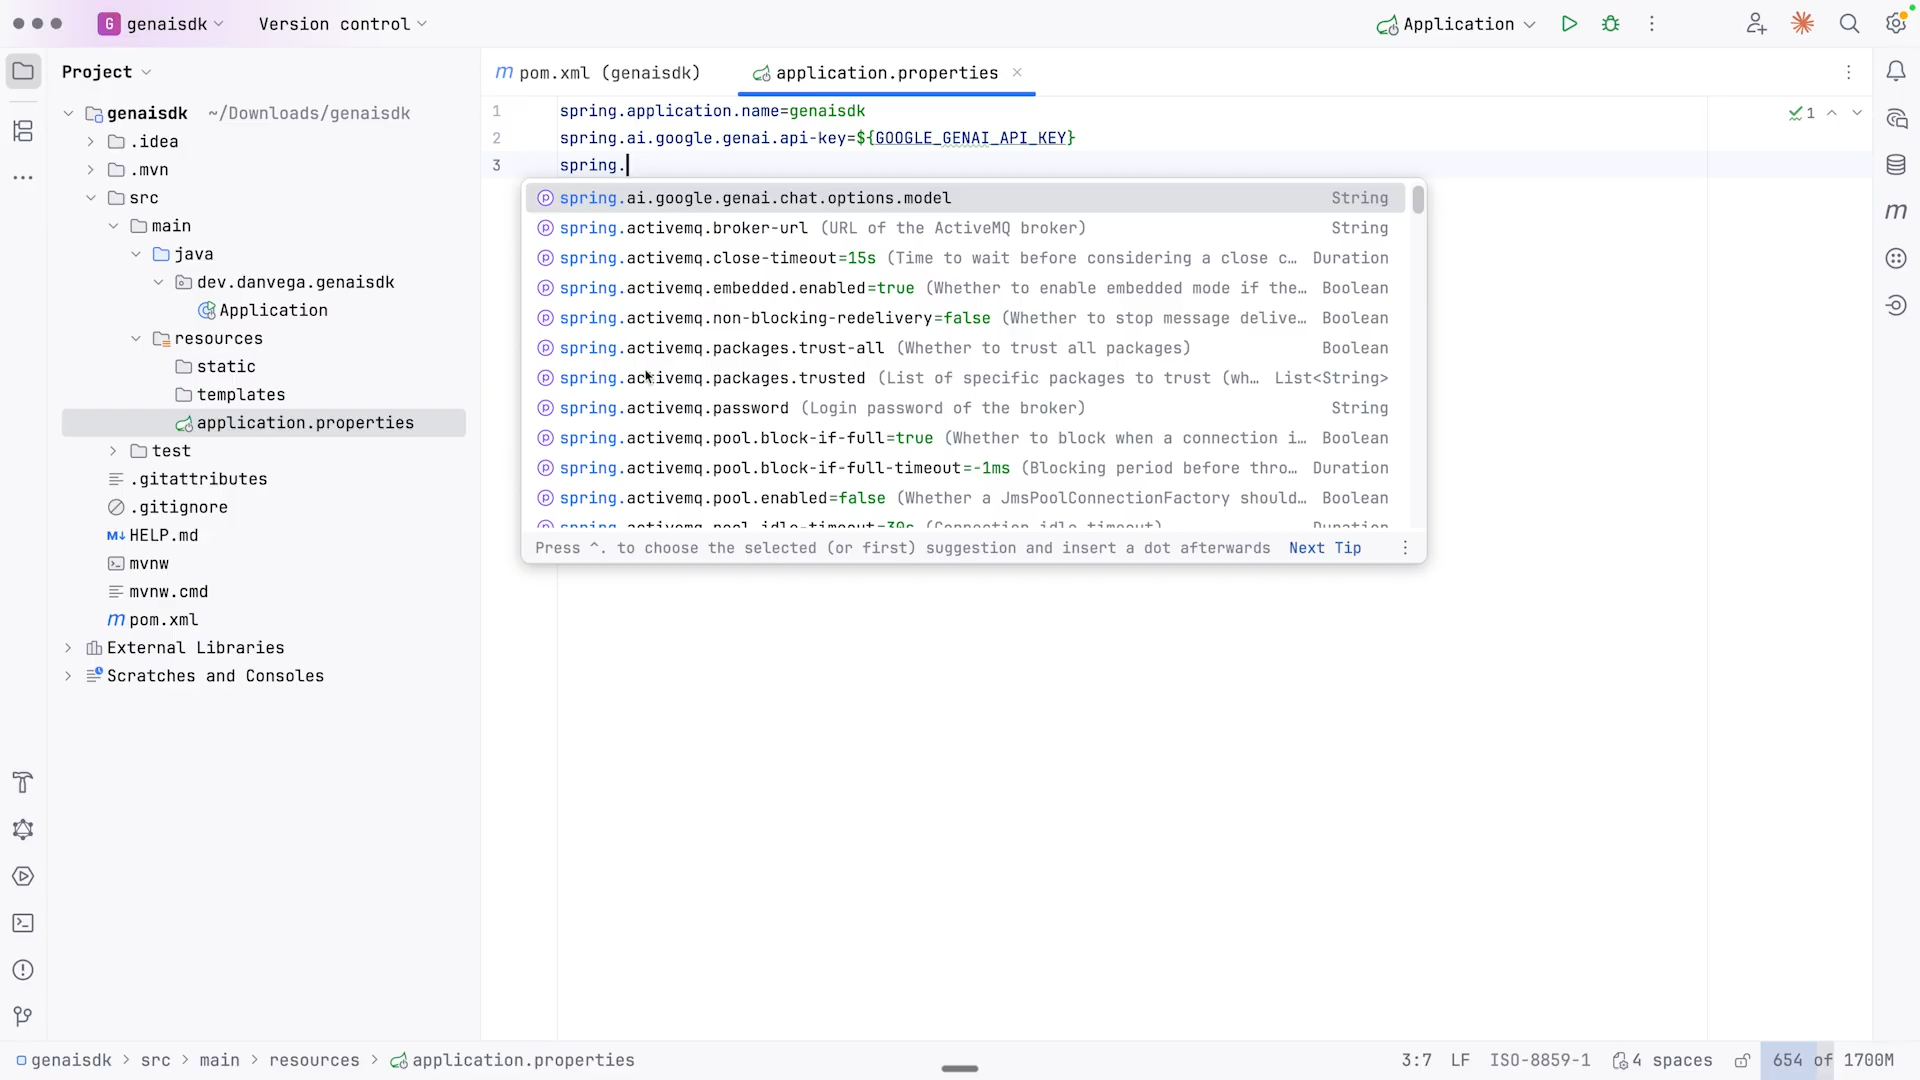 G genaisdk Version control Application
Project
pom.xml (genaisdk) application.properties
genaisdk ~/Downloads/genaisdk
.idea
.mvn
src
main
java
dev.danvega.genaisdk
Application
resources
static
templates
application.properties
test
.gitattributes
.gitignore
HELP.md
mvnw
mvnw.cmd
pom.xml
External Libraries
Scratches and Consoles
1 spring.application.name=genaisdk
2 spring.ai.google.genai.api-key=${GOOGLE_GENAI_API_KEY}
3 spring.
1
spring.ai.google.genai.chat.options.model String
spring.activemq.broker-url (URL of the ActiveMQ broker) String
spring.activemq.close-timeout=15s (Time to wait before considering a close c… Duration
spring.activemq.embedded.enabled=true (Whether to enable embedded mode if the… Boolean
spring.activemq.non-blocking-redelivery=false (Whether to stop message delive… Boolean
spring.activemq.packages.trust-all (Whether to trust all packages) Boolean
spring.activemq.packages.trusted (List of specific packages to trust (wh… List<String>
spring.activemq.password (Login password of the broker) String
spring.activemq.pool.block-if-full=true (Whether to block when a connection i… Boolean
spring.activemq.pool.block-if-full-timeout=-1ms (Blocking period before thro… Duration
spring.activemq.pool.enabled=false (Whether a JmsPoolConnectionFactory should… Boolean
spring.activemq.pool.idle-timeout=30s (Connection idle timeout) Duration
Press ^. to choose the selected (or first) suggestion and insert a dot afterwards Next Tip
genaisdk > src > main > resources > application.properties
3:7 LF ISO-8859-1 4 spaces 654 of 1700M